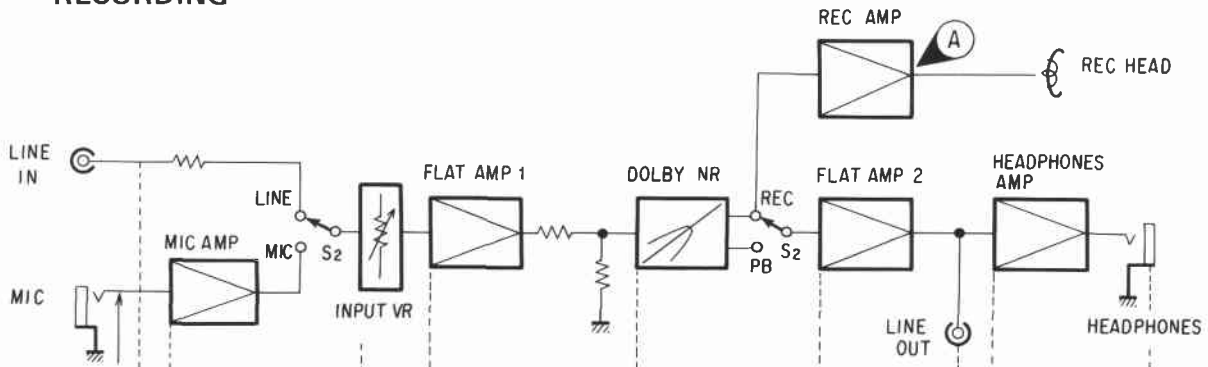 RECORDING
REC AMP
A
REC HEAD
LINE
IN
FLAT AMP 1
DOLBY NR
FLAT AMP 2
HEADPHONES
AMP
LINE
REC
MIC AMP
MIC
S2
PB
S2
MIC
INPUT VR
LINE
OUT
HEADPHONES